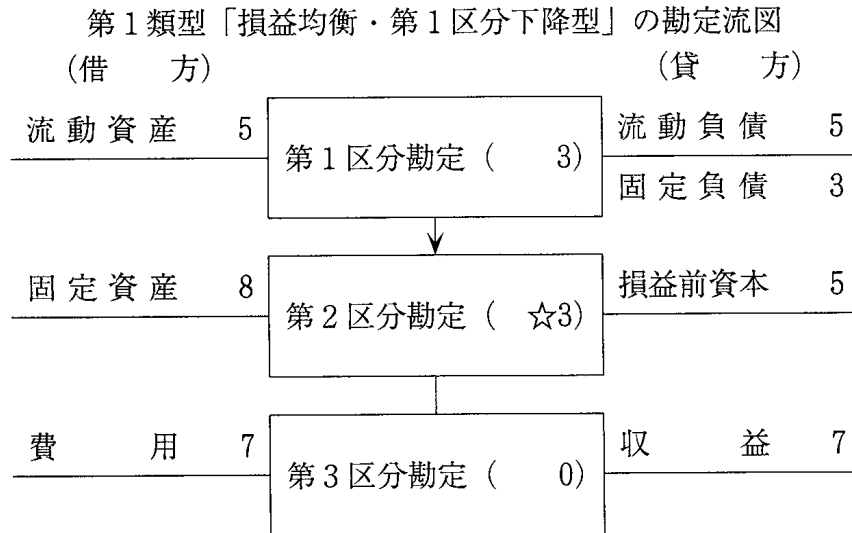 第1類型「損益均衡・第1区分下降型」の勘定流図
(借 方) (貸 方)
流動資産 5 第1区分勘定( 3) 流動負債 5
固定負債 3
固定資産 8 第2区分勘定( ☆3) 損益前資本 5
費 用 7 第3区分勘定( 0) 収 益 7